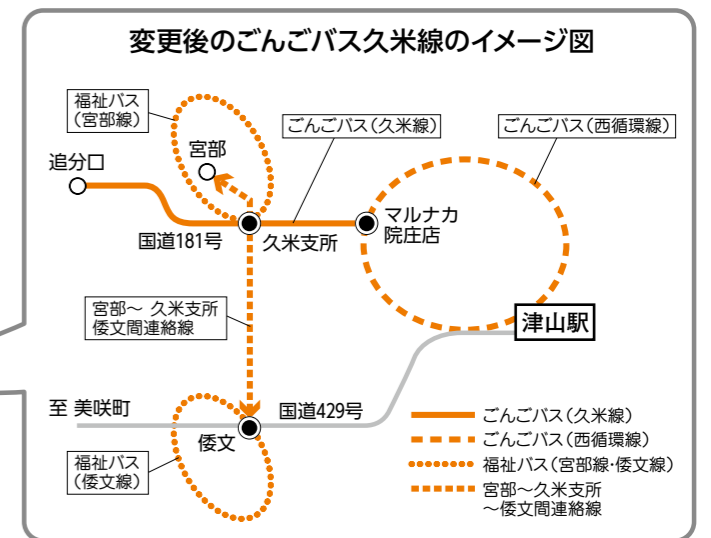 変更後のごんごバス久米線のイメージ図
福祉バス
（宮部線）
ごんごバス（久米線）
ごんごバス（西循環線）
追分口
宮部
マルナカ
院庄店
国道181号
久米支所
宮部～ 久米支所
倭文間連絡線
津山駅
至 美咲町
国道429号
倭文
福祉バス
（倭文線）
ごんごバス（久米線）
ごんごバス（西循環線）
福祉バス（宮部線・倭文線）
宮部～久米支所
～倭文間連絡線